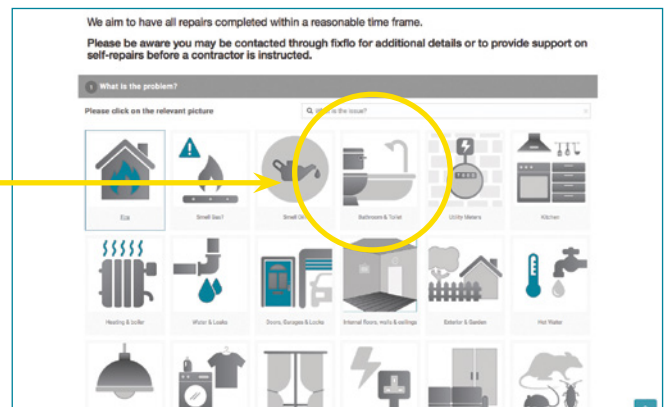 We aim to have all repairs completed within a reasonable time frame.
Please be aware you may be contacted through fixflo for additional details or to provide support on
self-repairs before a contractor is instructed.
What is the problem?
Please click on the relevant picture
What is the issue?
Smell Gas?
Smell
Bathroom & Toilet
Utility Meters
Kitchen
Heating & boiler
Water & Leaks
Doors, Garages & Locks
Internal floors, walls & ceilings
Exterior & Garden
Hot Water